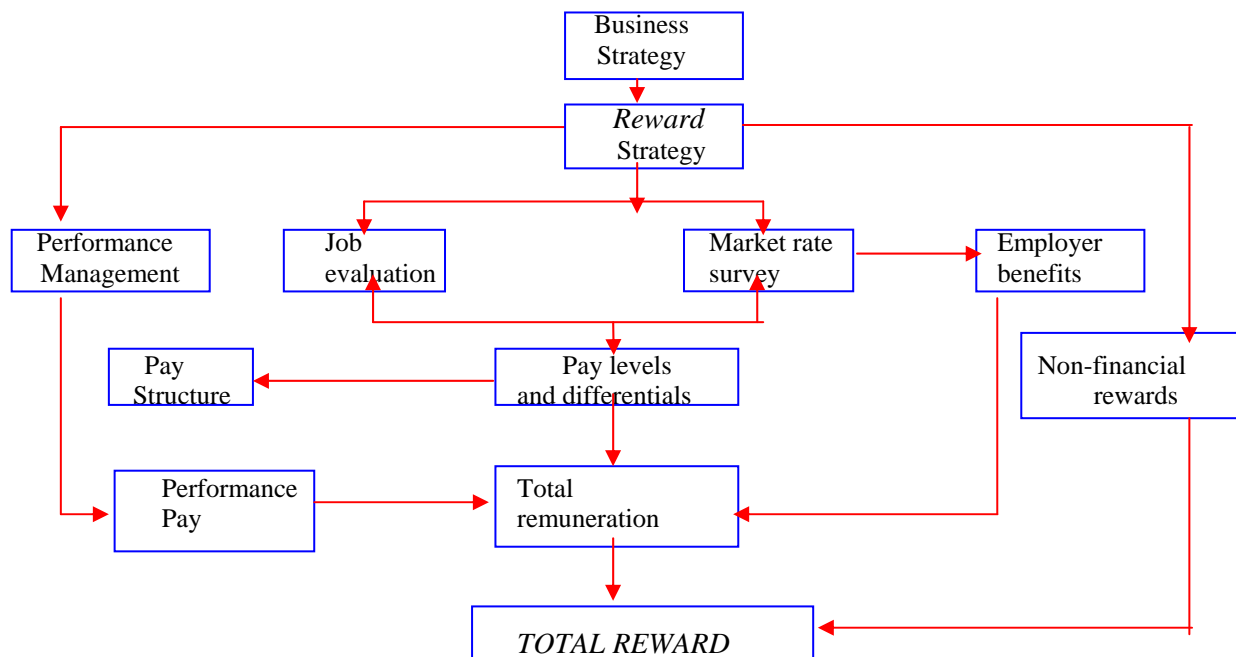 Business
Strategy
Reward
Strategy
Performance
Management
Job
evaluation
Market rate
survey
Employer
benefits
Pay
Structure
Pay levels
and differentials
Non-financial
rewards
Performance
Pay
Total
remuneration
TOTAL REWARD